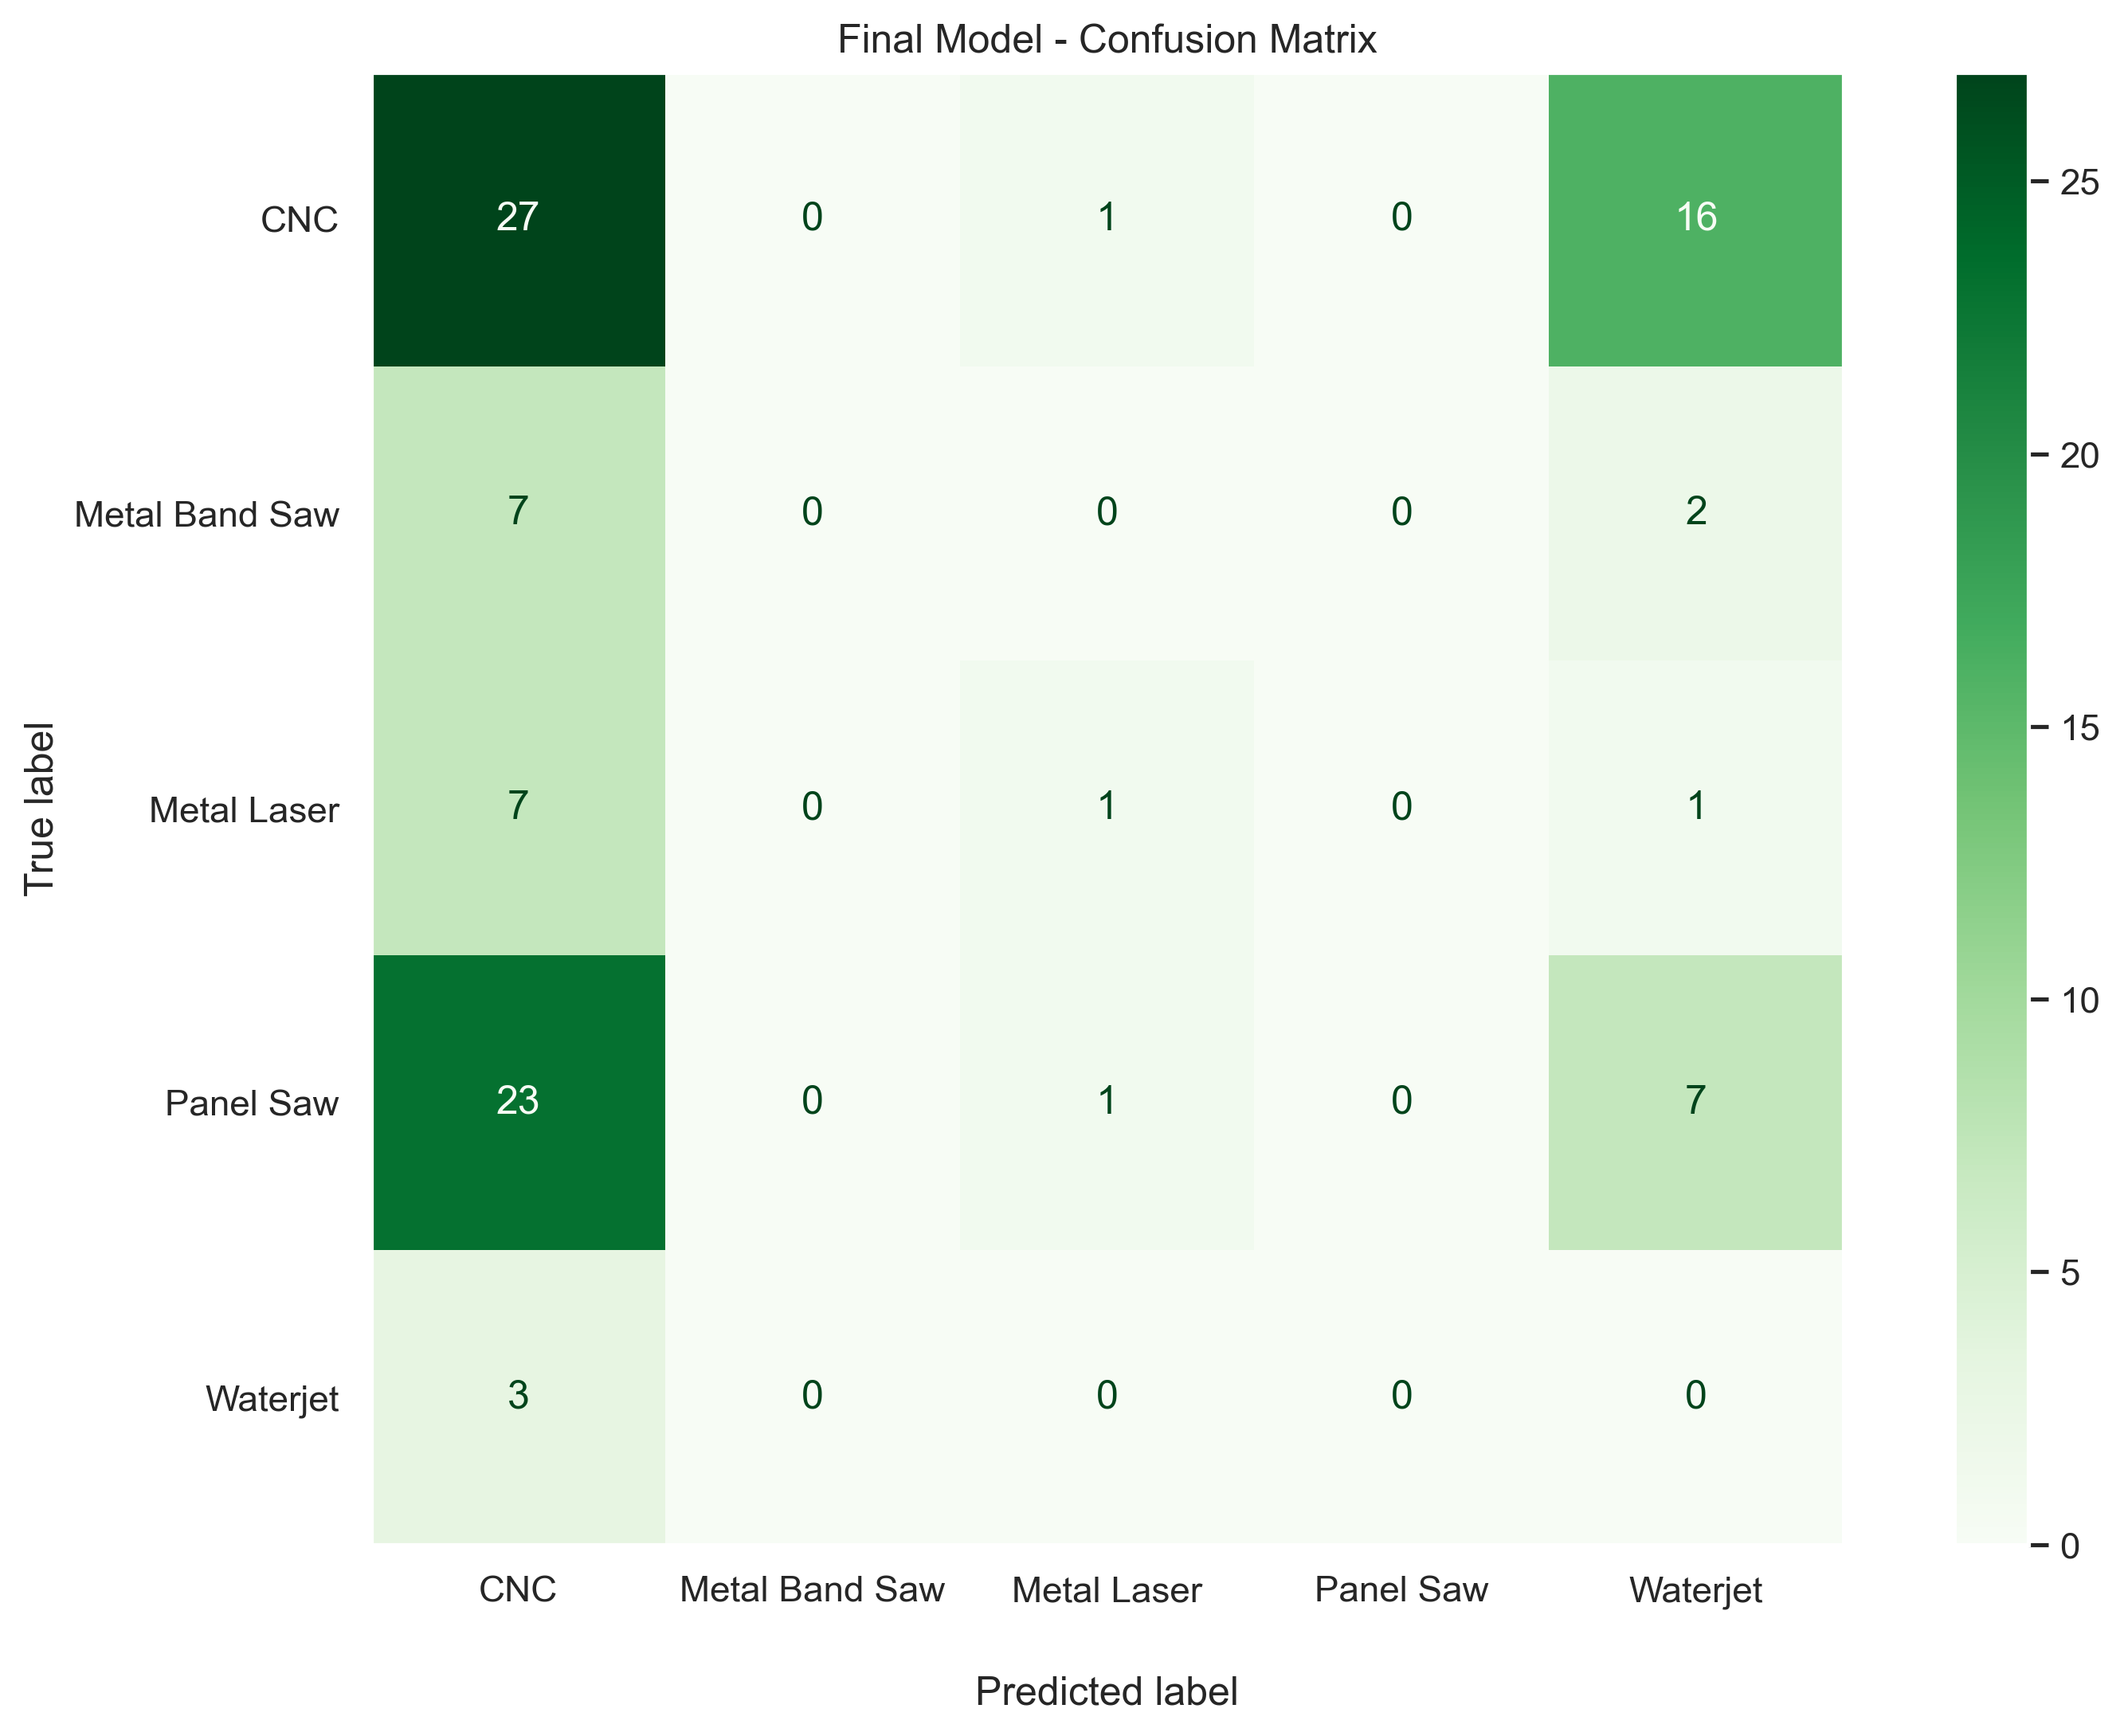 Final Model - Confusion Matrix
CNC 27 0 1 0 16
Metal Band Saw 7 0 0 0 2
Metal Laser 7 0 1 0 1
Panel Saw 23 0 1 0 7
Waterjet 3 0 0 0 0
CNC Metal Band Saw Metal Laser Panel Saw Waterjet
Predicted label
True label
25
20
15
10
5
0